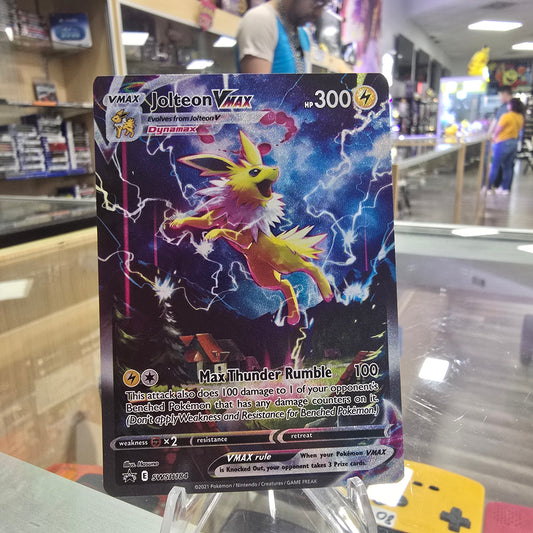 VMAX Jolteon VMAX HP 300
Evolves from Jolteon V
Dynamax
Max Thunder Rumble 100
This attack also does 100 damage to 1 of your opponent's
Benched Pokémon that has any damage counters on it.
(Don't apply Weakness and Resistance for Benched Pokémon.)
weakness ×2 resistance retreat
VMAX rule When your Pokémon VMAX
is Knocked Out, your opponent takes 3 Prize cards.
Illus. Hasuno
E SWSH184
©2021 Pokémon / Nintendo / Creatures / GAME FREAK